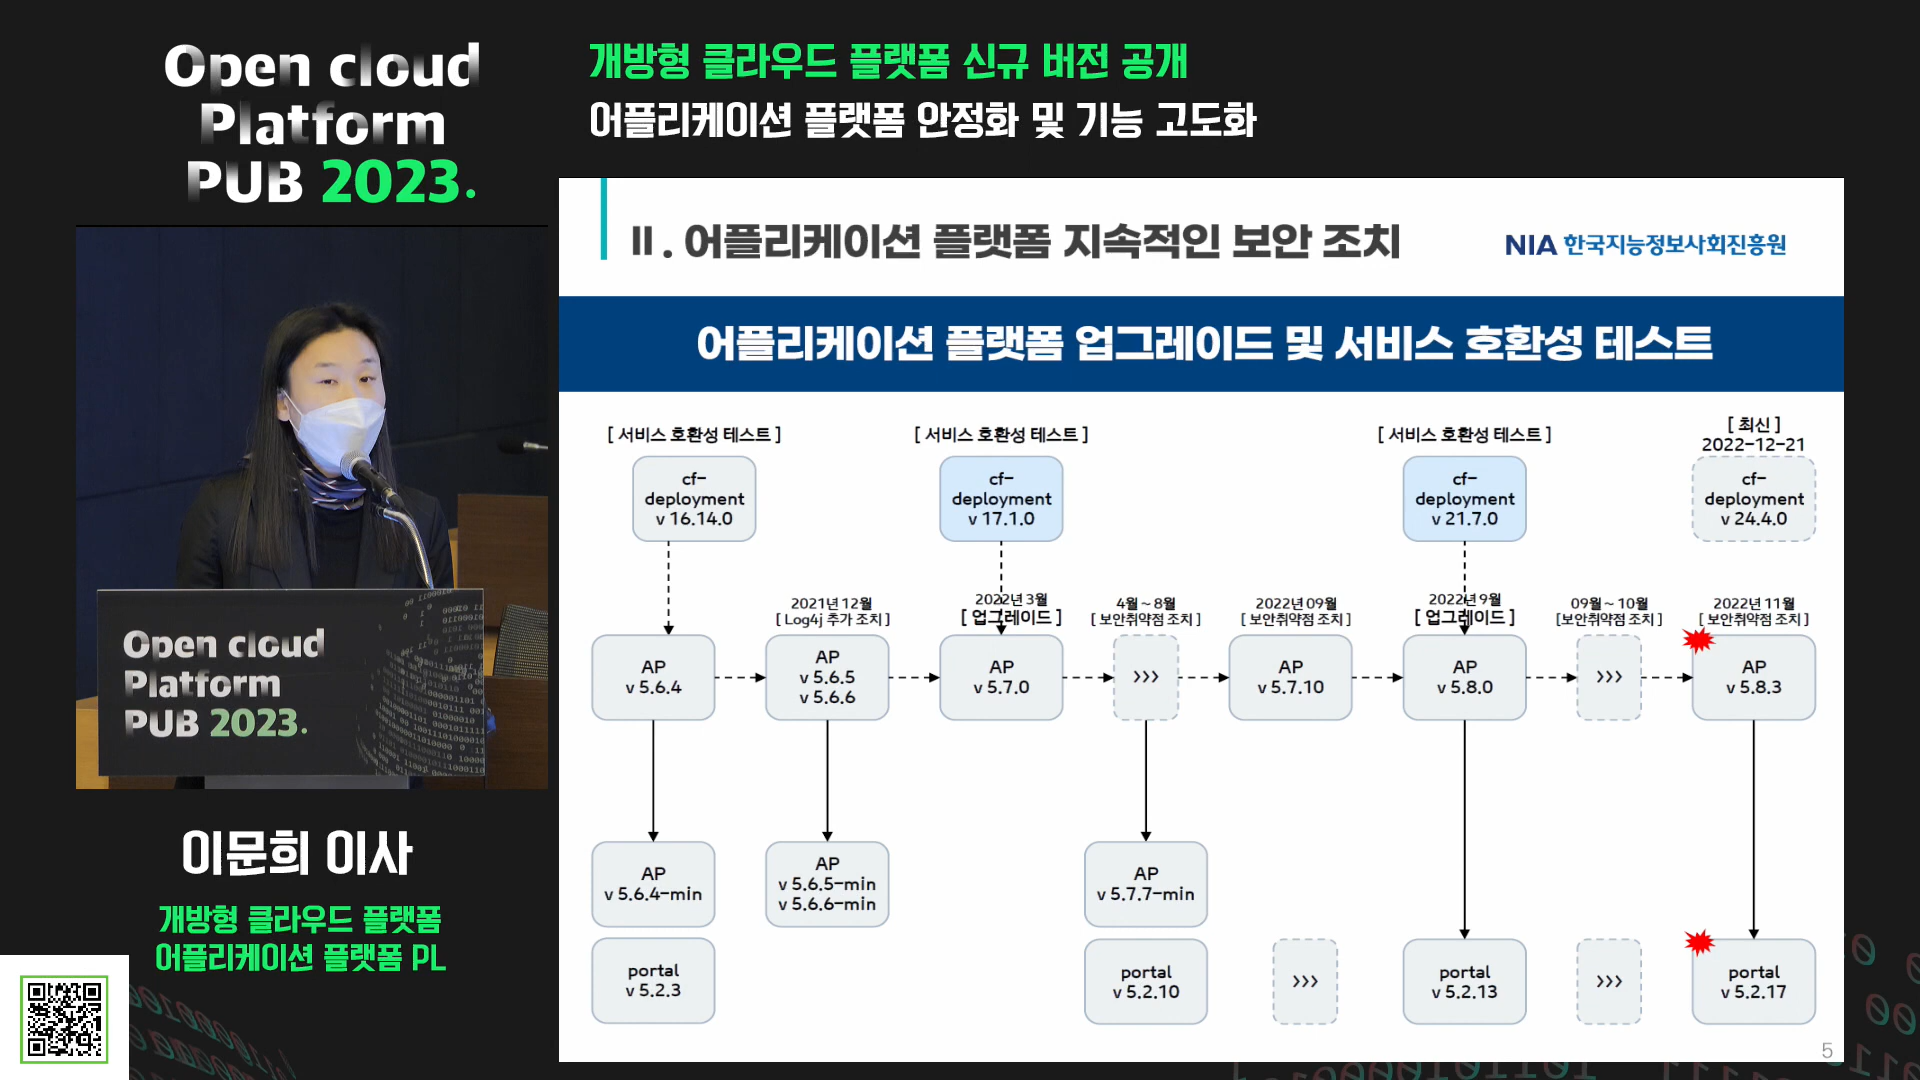 Open cloud
Platform
PUB 2023.
개방형 클라우드 플랫폼 신규 버전 공개
어플리케이션 플랫폼 안정화 및 기능 고도화
II. 어플리케이션 플랫폼 지속적인 보안 조치
NIA 한국지능정보사회진흥원
어플리케이션 플랫폼 업그레이드 및 서비스 호환성 테스트
[ 서비스 호환성 테스트 ]
cf-
deployment
v 16.14.0
[ 서비스 호환성 테스트 ]
cf-
deployment
v 17.1.0
[ 서비스 호환성 테스트 ]
cf-
deployment
v 21.7.0
[ 최신 ]
2022-12-21
cf-
deployment
v 24.4.0
AP
v 5.6.4
2021년 12월
[ Log4j 추가 조치 ]
AP
v 5.6.5
v 5.6.6
2022년 3월
[ 업그레이드 ]
AP
v 5.7.0
4월 ~ 8월
[ 보안취약점 조치 ]
›››
2022년 09월
[ 보안취약점 조치 ]
AP
v 5.7.10
2022년 9월
[ 업그레이드 ]
AP
v 5.8.0
09월 ~ 10월
[보안취약점 조치 ]
›››
2022년 11월
[ 보안취약점 조치 ]
AP
v 5.8.3
AP
v 5.6.4-min
AP
v 5.6.5-min
v 5.6.6-min
AP
v 5.7.7-min
portal
v 5.2.3
portal
v 5.2.10
›››
portal
v 5.2.13
›››
portal
v 5.2.17
5
Open cloud
Platform
PUB 2023.
이문희 이사
개방형 클라우드 플랫폼
어플리케이션 플랫폼 PL